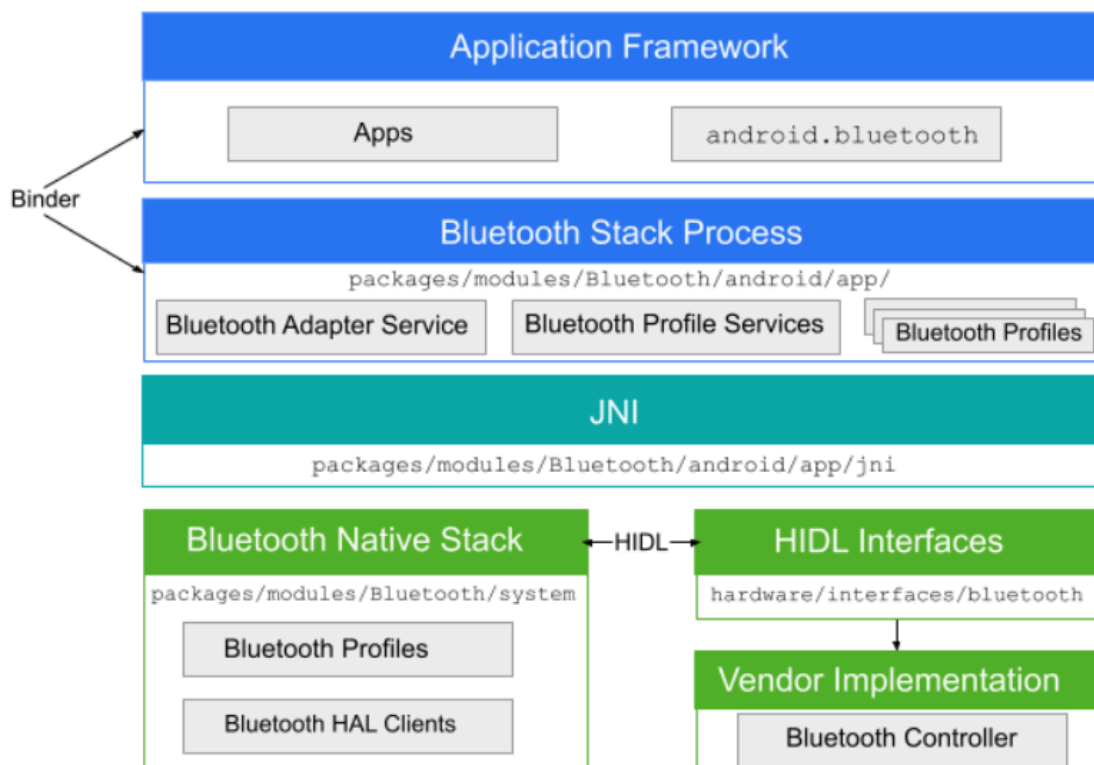 Application Framework
Apps
android.bluetooth
Binder
Bluetooth Stack Process
packages/modules/Bluetooth/android/app/
Bluetooth Adapter Service
Bluetooth Profile Services
Bluetooth Profiles
JNI
packages/modules/Bluetooth/android/app/jni
Bluetooth Native Stack
HIDL
HIDL Interfaces
packages/modules/Bluetooth/system
hardware/interfaces/bluetooth
Bluetooth Profiles
Vendor Implementation
Bluetooth HAL Clients
Bluetooth Controller